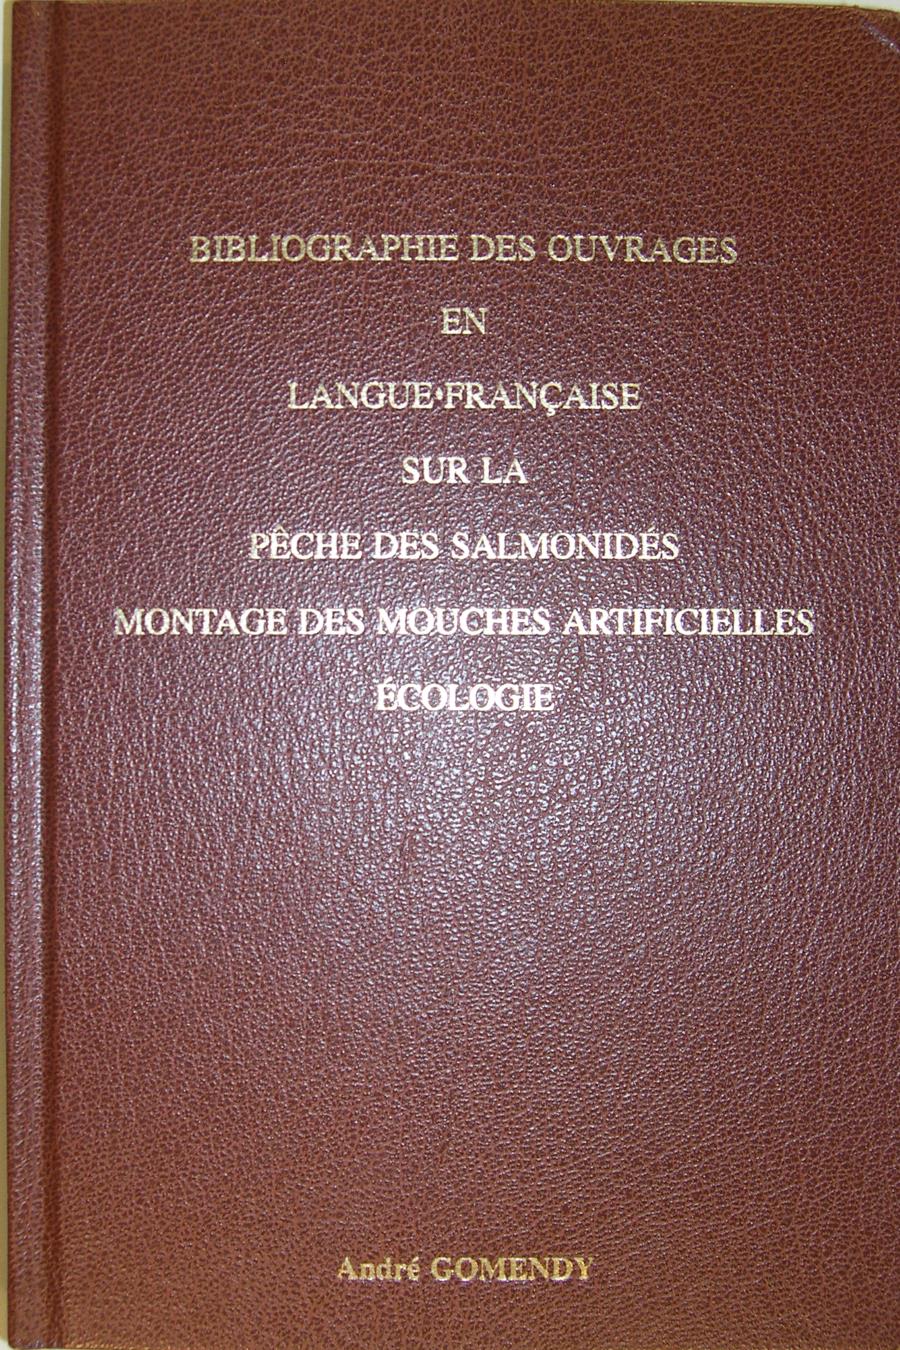 BIBLIOGRAPHIE DES OUVRAGES
EN
LANGUE•FRANÇAISE
SUR LA
PÊCHE DES SALMONIDÉS
MONTAGE DES MOUCHES ARTIFICIELLES
ÉCOLOGIE
André GOMENDY